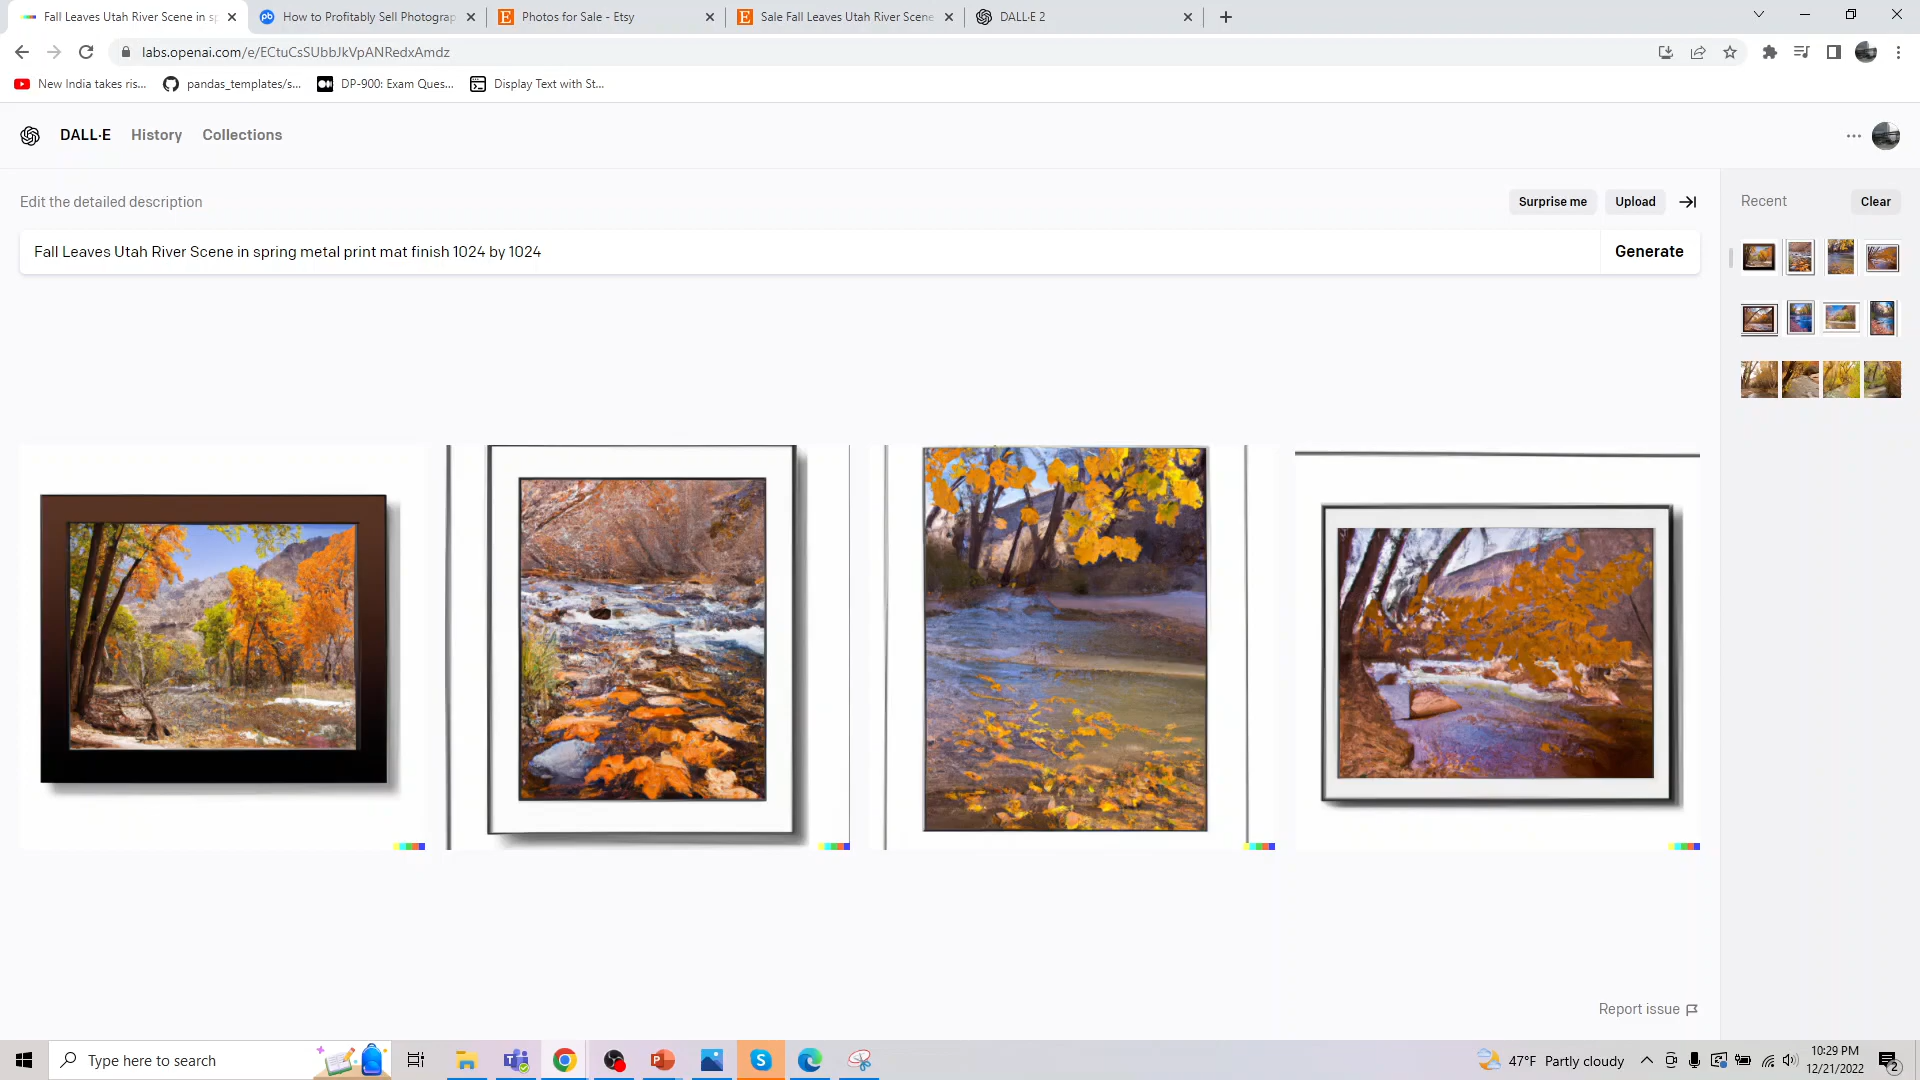 Fall Leaves Utah River Scene in sp
How to Profitably Sell Photograp
Photos for Sale - Etsy
Sale Fall Leaves Utah River Scene
DALL·E 2
labs.openai.com/e/ECtuCsSUbbJkVpANRedxAmdz
New India takes ris...
pandas_templates/s...
DP-900: Exam Ques...
Display Text with St...
DALL·E
History
Collections
Edit the detailed description
Surprise me
Upload
Recent
Clear
Fall Leaves Utah River Scene in spring metal print mat finish 1024 by 1024
Generate
Report issue
Type here to search
47°F Partly cloudy
10:29 PM
12/21/2022
2